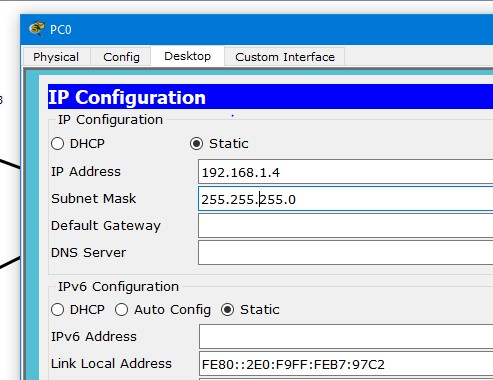 PC0
Physical Config Desktop Custom Interface
3
IP Configuration
IP Configuration
DHCP Static
IP Address 192.168.1.4
Subnet Mask 255.255.255.0
Default Gateway
DNS Server
IPv6 Configuration
DHCP Auto Config Static
IPv6 Address
Link Local Address FE80::2E0:F9FF:FEB7:97C2